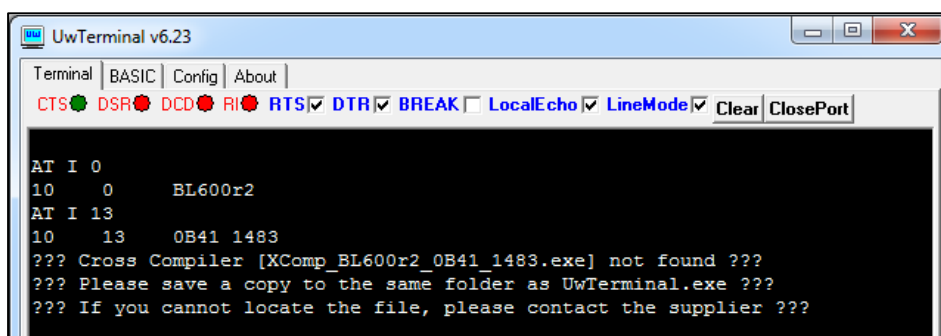 UwTerminal v6.23
Terminal BASIC Config About
CTS DSR DCD RI RTS DTR BREAK LocalEcho LineMode Clear ClosePort
AT I 0
10 0 BL600r2
AT I 13
10 13 0B41 1483
??? Cross Compiler [XComp_BL600r2_0B41_1483.exe] not found ???
??? Please save a copy to the same folder as UwTerminal.exe ???
??? If you cannot locate the file, please contact the supplier ???